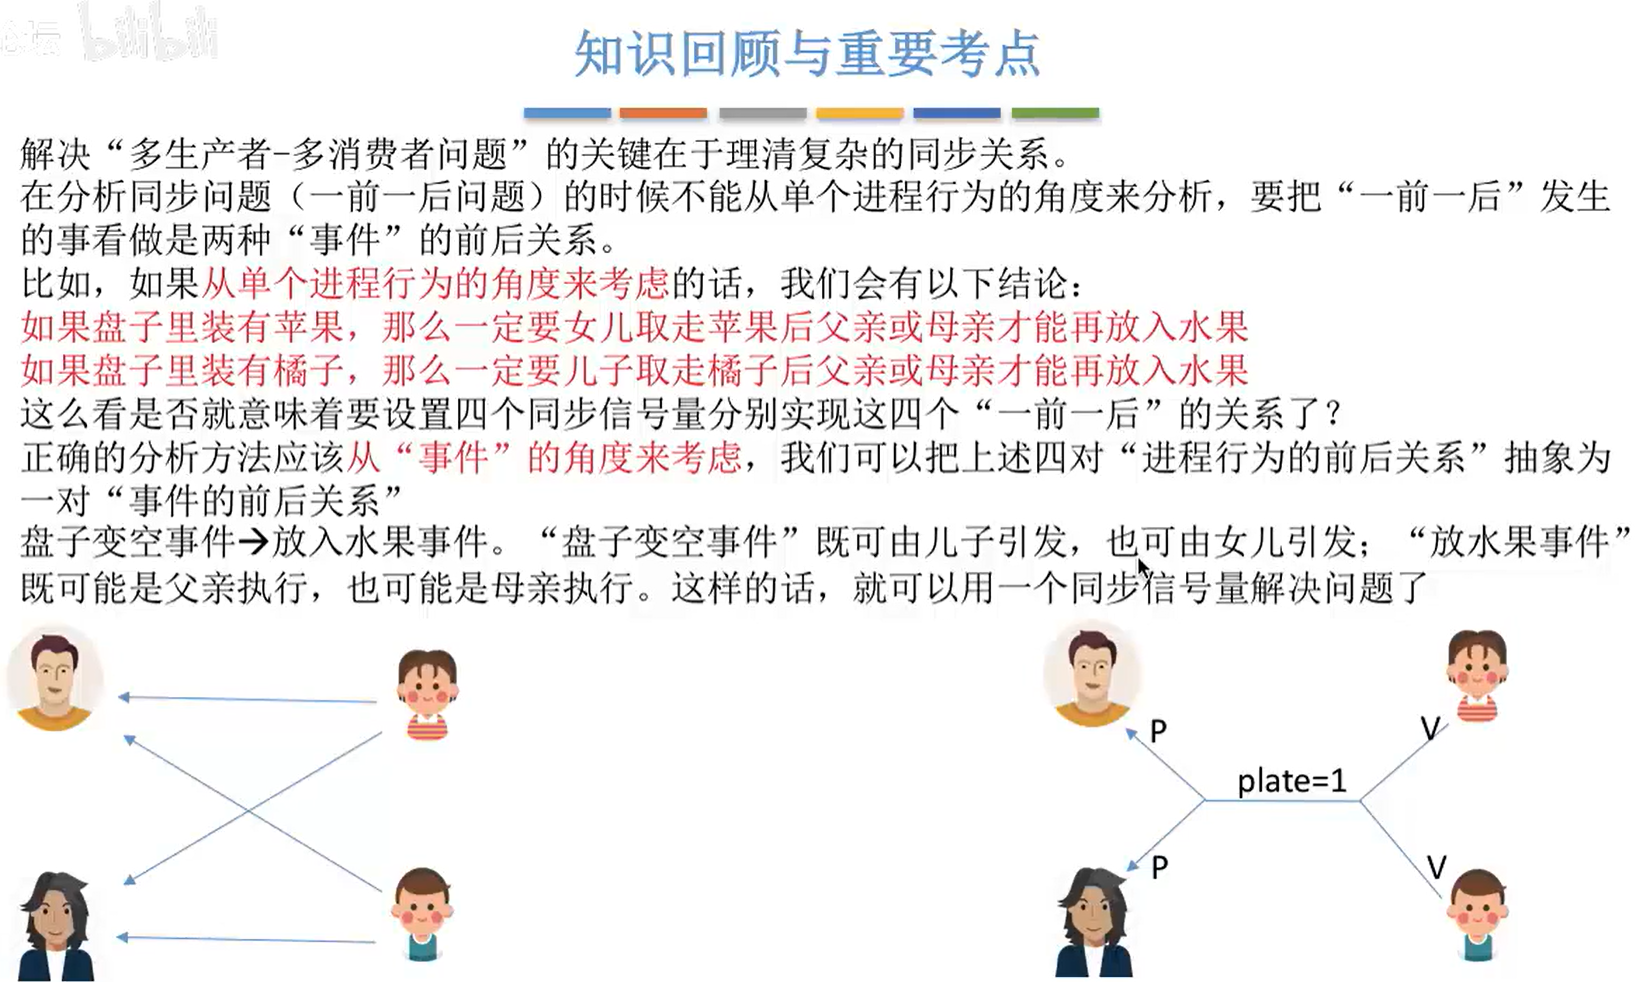 bilibili
知识回顾与重要考点
解决“多生产者-多消费者问题”的关键在于理清复杂的同步关系。
在分析同步问题（一前一后问题）的时候不能从单个进程行为的角度来分析，要把“一前一后”发生
的事看做是两种“事件”的前后关系。
比如，如果从单个进程行为的角度来考虑的话，我们会有以下结论：
如果盘子里装有苹果，那么一定要女儿取走苹果后父亲或母亲才能再放入水果
如果盘子里装有橘子，那么一定要儿子取走橘子后父亲或母亲才能再放入水果
这么看是否就意味着要设置四个同步信号量分别实现这四个“一前一后”的关系了？
正确的分析方法应该从“事件”的角度来考虑，我们可以把上述四对“进程行为的前后关系”抽象为
一对“事件的前后关系”
盘子变空事件→放入水果事件。“盘子变空事件”既可由儿子引发，也可由女儿引发；“放水果事件”
既可能是父亲执行，也可能是母亲执行。这样的话，就可以用一个同步信号量解决问题了
P
V
plate=1
P
V